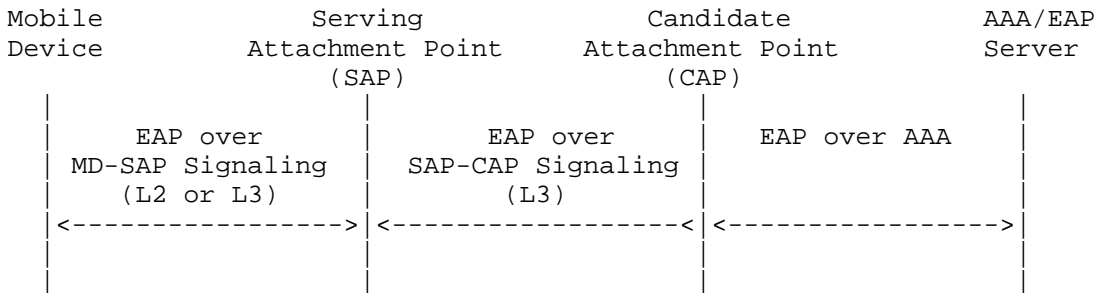 Mobile Serving Candidate AAA/EAP
Device Attachment Point Attachment Point Server
(SAP) (CAP)
EAP over EAP over EAP over AAA
MD-SAP Signaling SAP-CAP Signaling
(L2 or L3) (L3)